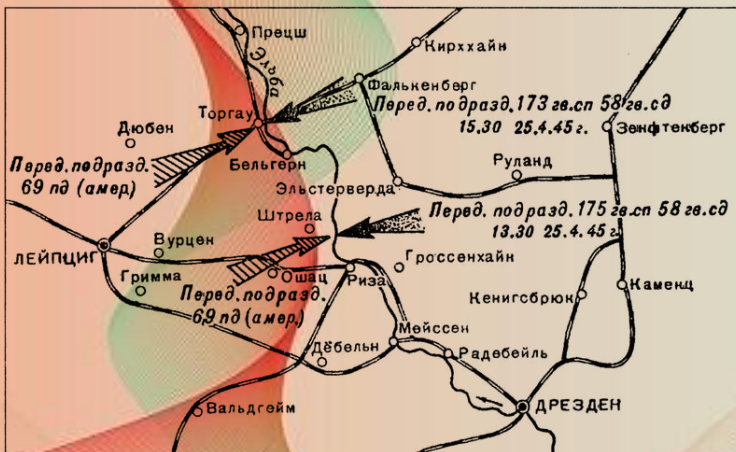 Прецш
Эльба
Кирххайн
Фалькенберг
Торгау
Перед. подразд. 173 гв.сп 58 гв.сд
15.30 25.4.45 г.
Дюбен
Зенфтенберг
Бельгерн
Перед. подразд.
69 пд (амер)
Руланд
Эльстерверда
Штрела
Перед. подразд. 175 гв.сп 58 гв.сд
13.30 25.4.45 г.
ЛЕЙПЦИГ
Вурцен
Гримма
шац
Риза
Гроссенхайн
Перед. подразд.
69 пд (амер.)
Кенигсбрюк
Каменц
Мейссен
Дёбельн
Радебейль
Вальдгейм
ДРЕЗДЕН